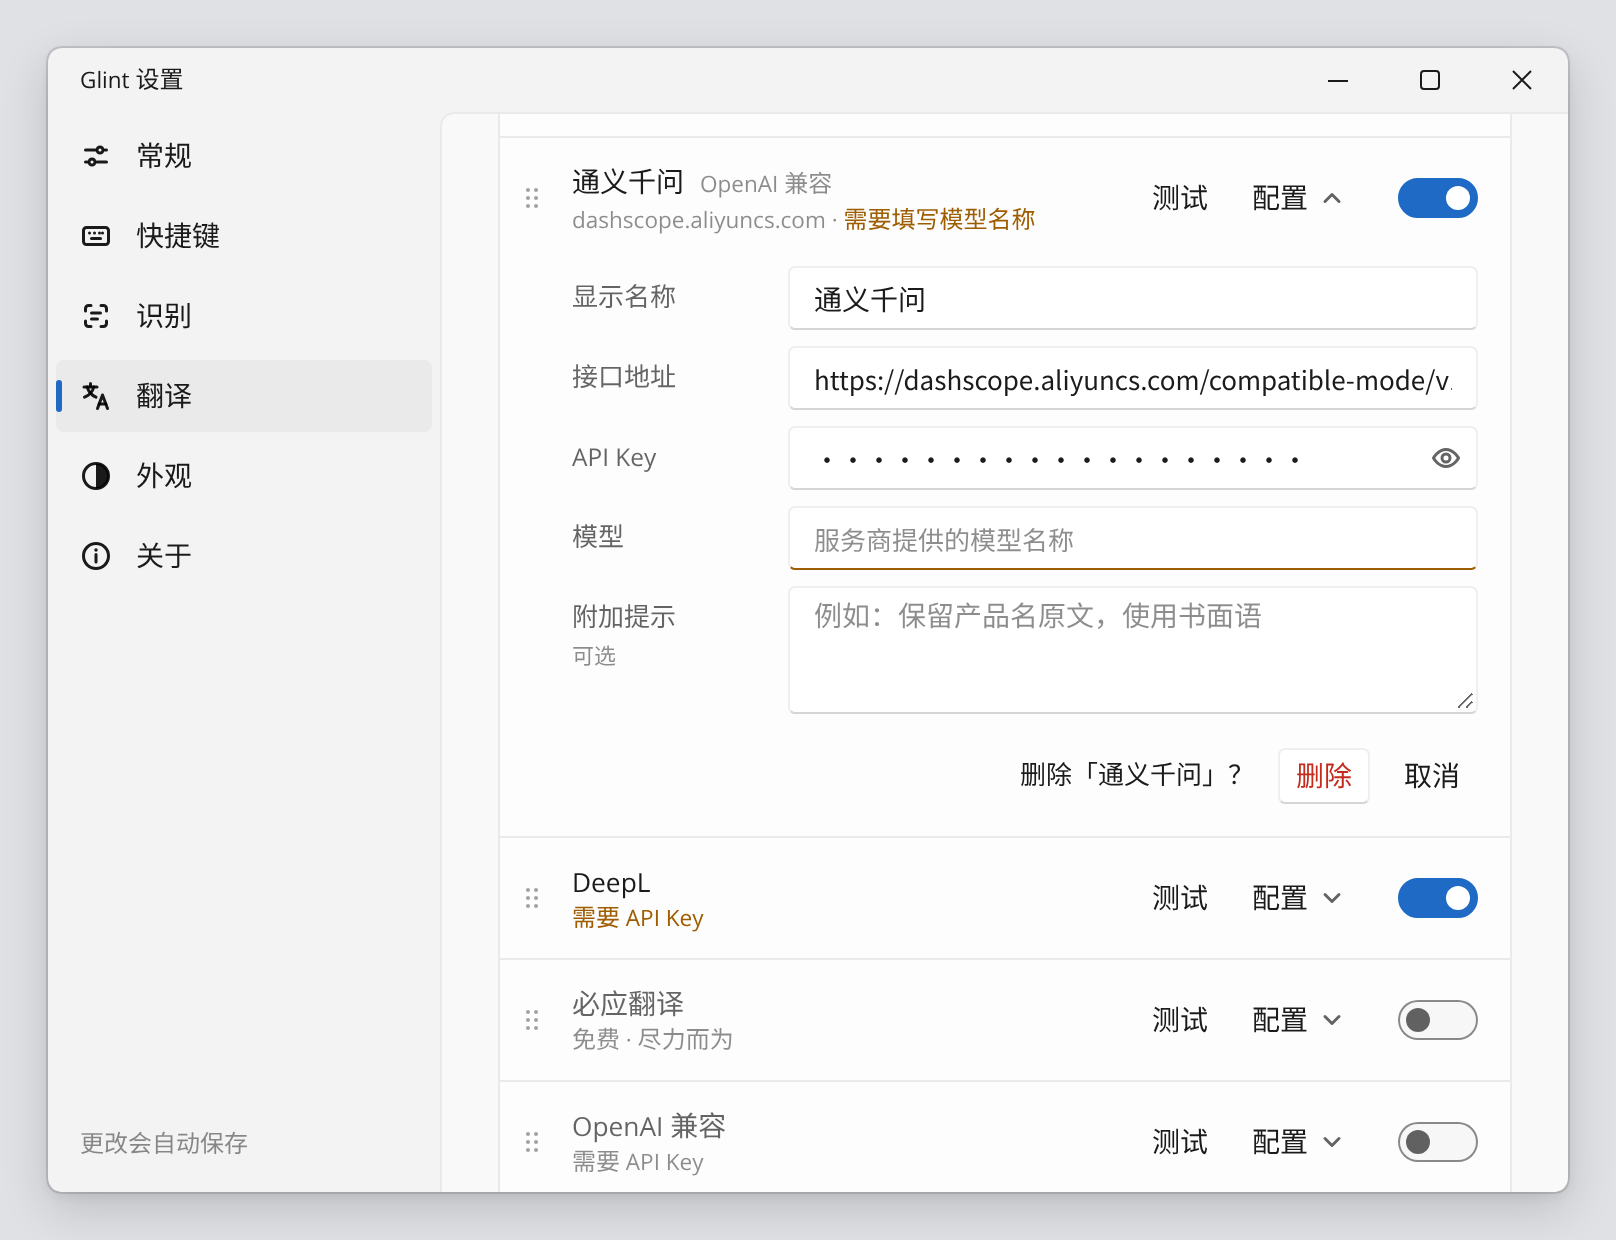 Glint 设置
常规
快捷键
识别
翻译
外观
关于
更改会自动保存
通义千问 OpenAI 兼容
dashscope.aliyuncs.com · 需要填写模型名称
测试 配置
显示名称 通义千问
接口地址 https://dashscope.aliyuncs.com/compatible-mode/v
API Key
模型 服务商提供的模型名称
附加提示 例如：保留产品名原文，使用书面语
可选
删除「通义千问」？ 删除 取消
DeepL
需要 API Key
测试 配置
必应翻译
免费 · 尽力而为
测试 配置
OpenAI 兼容
需要 API Key
测试 配置